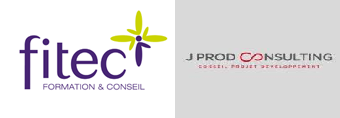 fitec
FORMATION & CONSEIL
J PROD CONSULTING
CONSEIL PROJET DEVELOPPEMENT